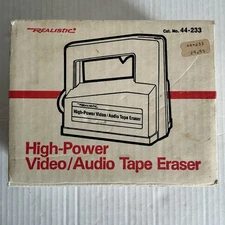 REALISTIC
Cat. No. 44-233
High-Power Video/Audio Tape Eraser
High-Power
Video/Audio Tape Eraser